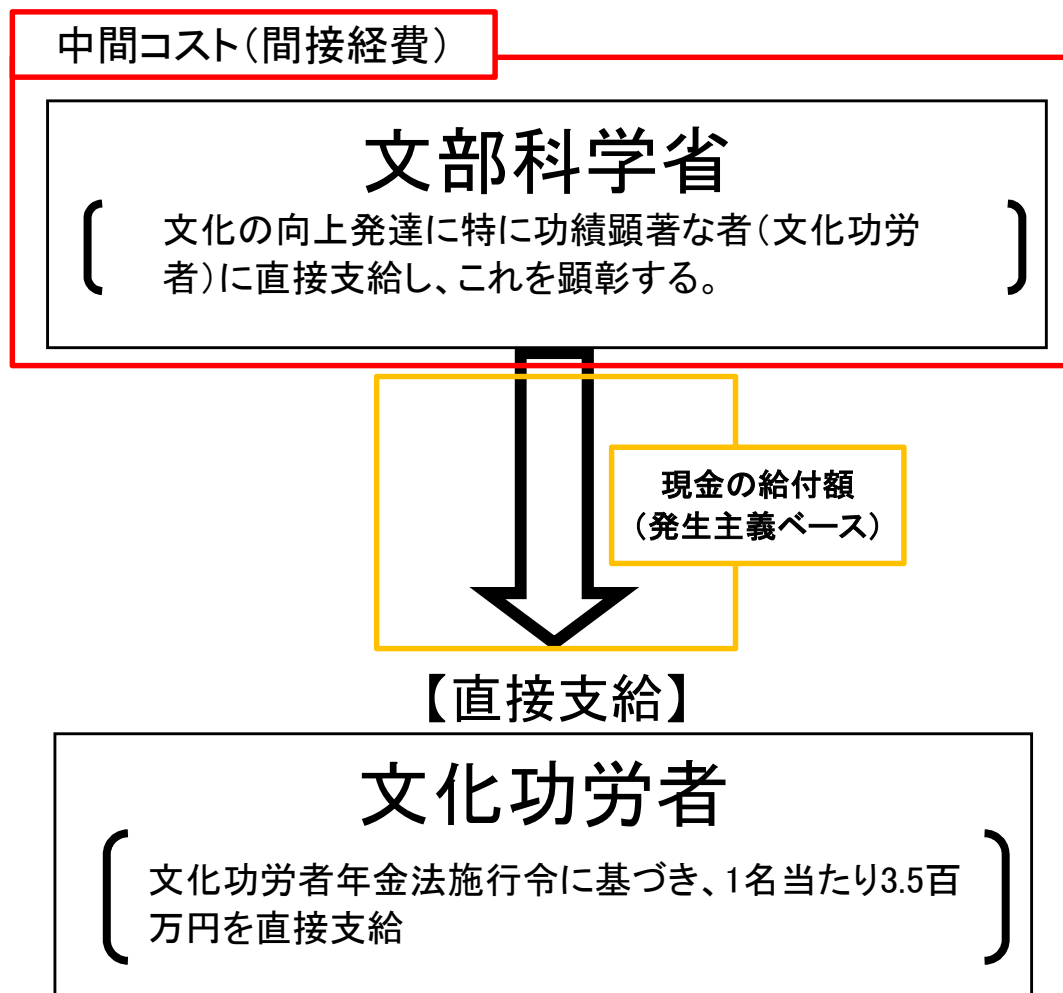 中間コスト（間接経費）
文部科学省
文化の向上発達に特に功績顕著な者（文化功労
者）に直接支給し、これを顕彰する。
現金の給付額
（発生主義ベース）
【直接支給】
文化功労者
文化功労者年金法施行令に基づき、1名当たり3.5百
万円を直接支給